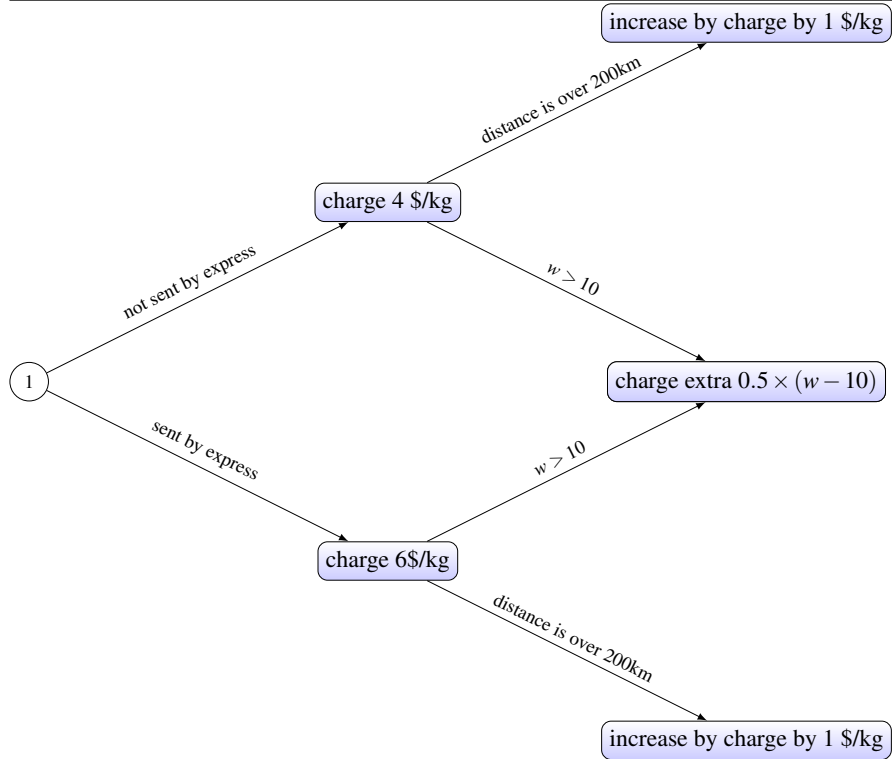 increase by charge by 1 $/kg
distance is over 200km
charge 4 $/kg
not sent by express
w > 10
1
charge extra 0.5 × (w − 10)
sent by express
w > 10
charge 6$/kg
distance is over 200km
increase by charge by 1 $/kg